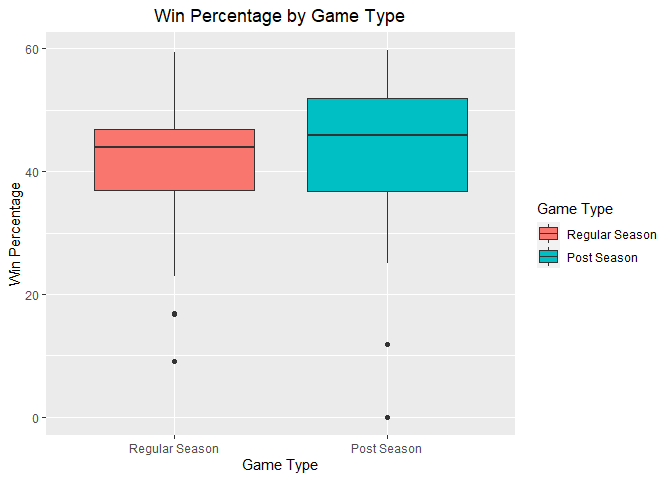 Win Percentage by Game Type
60
40
20
0
Win Percentage
Regular Season
Post Season
Game Type
Game Type
Regular Season
Post Season